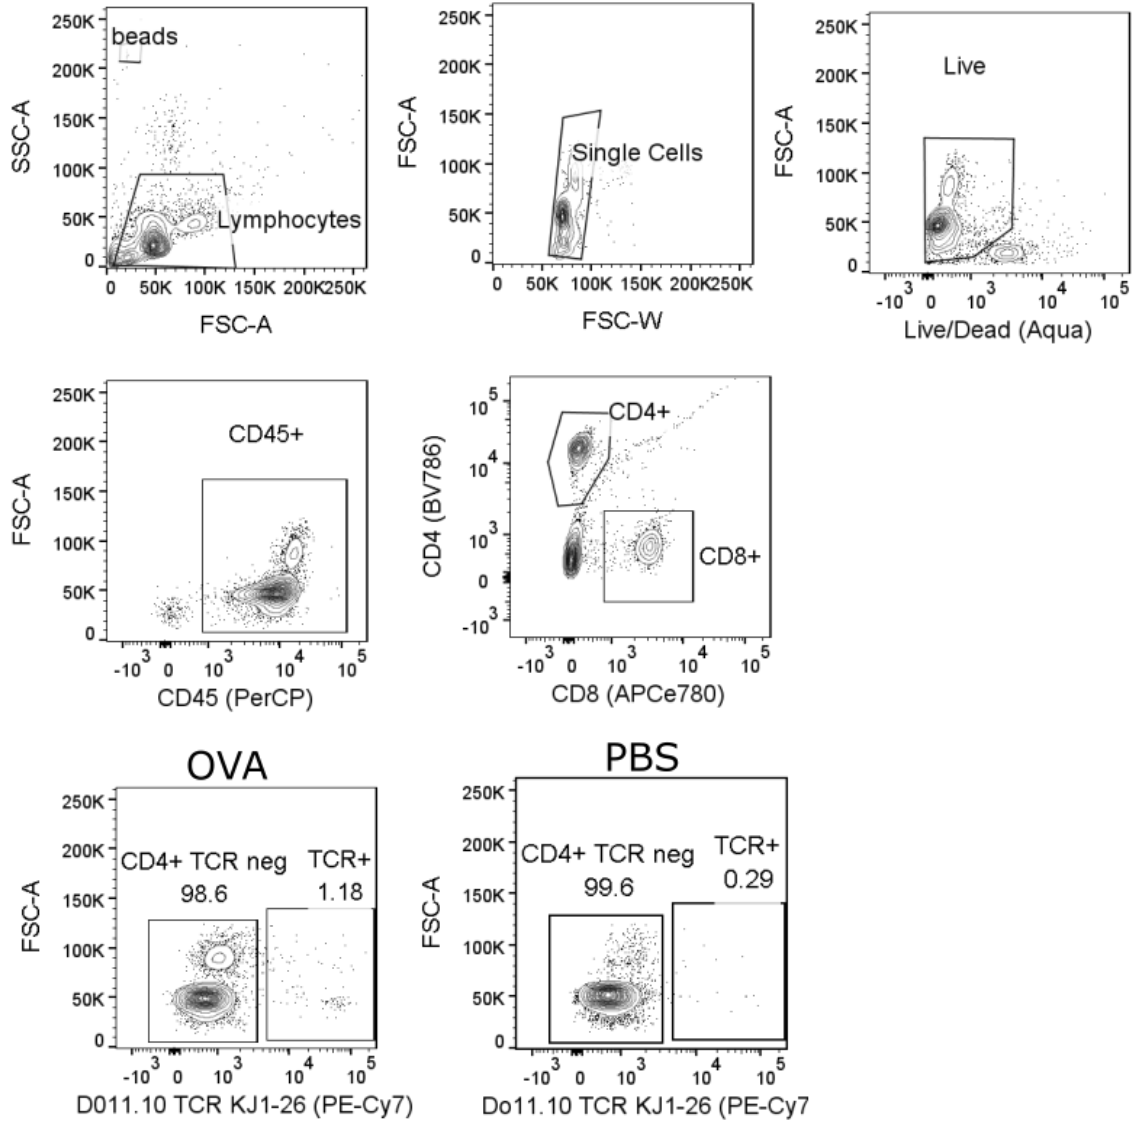 250K
beads
200K
150K
100K
50K
0
Lymphocytes
SSC-A
0 50K 100K 150K 200K250K
FSC-A
250K
200K
150K
100K
50K
0
Single Cells
FSC-A
0 50K 100K 150K 200K250K
FSC-W
250K
200K
150K
100K
50K
0
Live
FSC-A
-10³ 0 10³ 10⁴ 10⁵
Live/Dead (Aqua)
250K
200K
150K
100K
50K
0
CD45+
FSC-A
-10³ 0 10³ 10⁴ 10⁵
CD45 (PerCP)
10⁵
10⁴
10³
0
-10³
CD4+
CD8+
CD4 (BV786)
-10³ 0 10³ 10⁴ 10⁵
CD8 (APCe780)
OVA
250K
200K
150K
100K
50K
0
CD4+ TCR neg
98.6
TCR+
1.18
FSC-A
-10³ 0 10³ 10⁴ 10⁵
D011.10 TCR KJ1-26 (PE-Cy7)
PBS
250K
200K
150K
100K
50K
0
CD4+ TCR neg
99.6
TCR+
0.29
FSC-A
-10³ 0 10³ 10⁴ 10⁵
Do11.10 TCR KJ1-26 (PE-Cy7